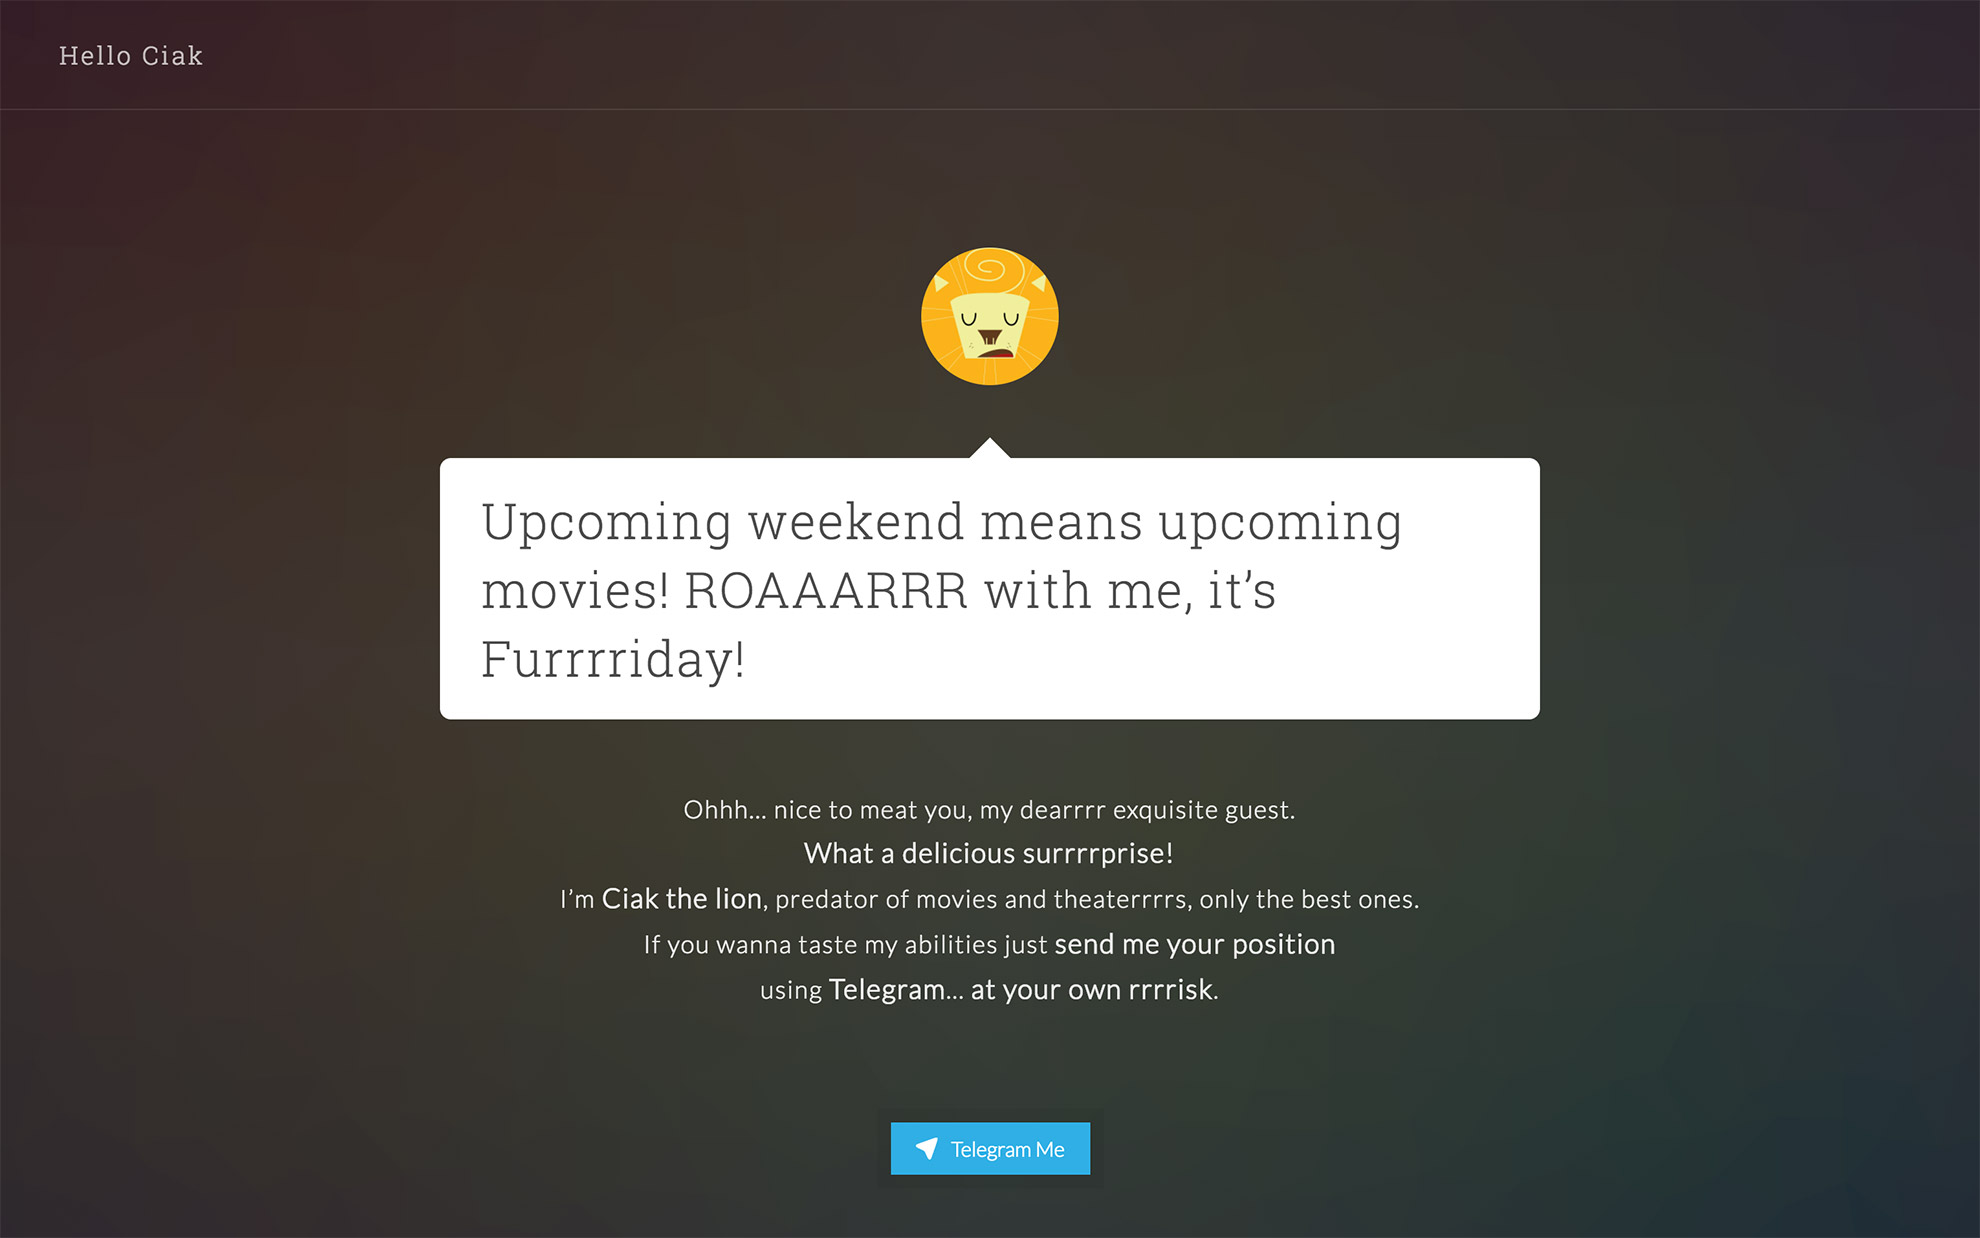 Hello Ciak
Upcoming weekend means upcoming
movies! ROAAARRR with me, it’s
Furrrriday!
Ohhh... nice to meat you, my dearrrr exquisite guest.
What a delicious surrrrprise!
I’m Ciak the lion, predator of movies and theaterrrrs, only the best ones.
If you wanna taste my abilities just send me your position
using Telegram... at your own rrrrisk.
Telegram Me